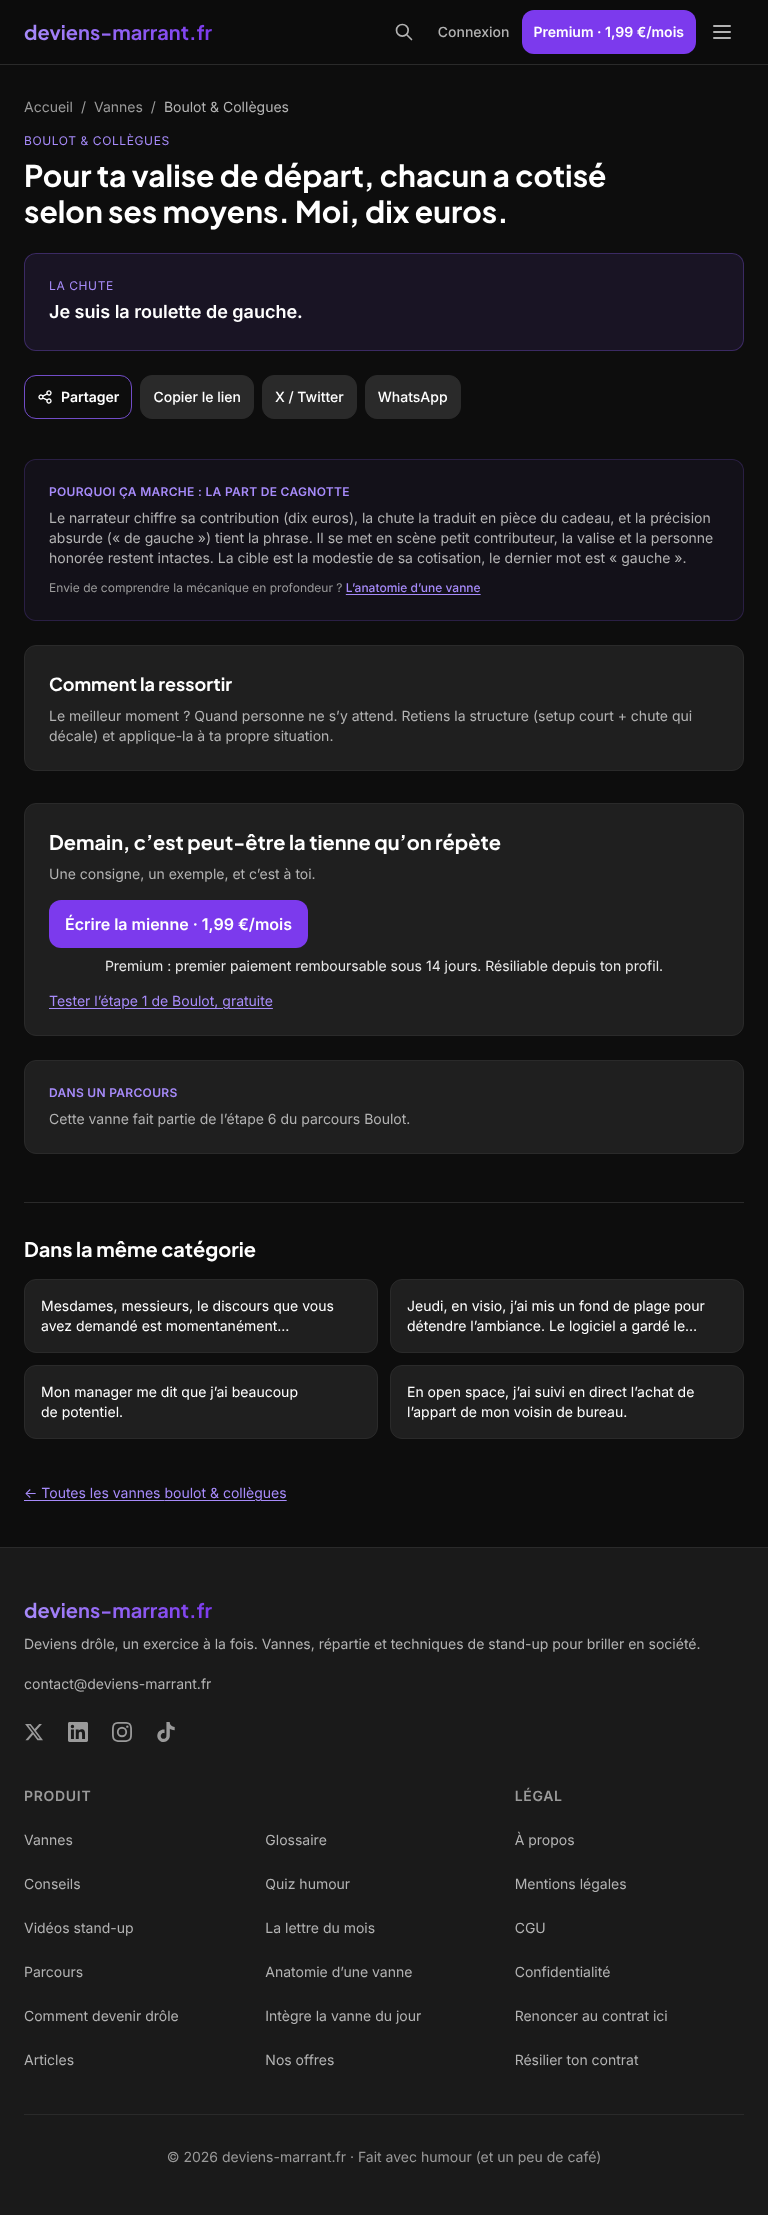 deviens-marrant.fr
Connexion
Premium · 1,99 €/mois
Accueil / Vannes / Boulot & Collègues
BOULOT & COLLÈGUES
Pour ta valise de départ, chacun a cotisé
selon ses moyens. Moi, dix euros.
LA CHUTE
Je suis la roulette de gauche.
Partager
Copier le lien
X / Twitter
WhatsApp
POURQUOI ÇA MARCHE : LA PART DE CAGNOTTE
Le narrateur chiffre sa contribution (dix euros), la chute la traduit en pièce du cadeau, et la précision
absurde (« de gauche ») tient la phrase. Il se met en scène petit contributeur, la valise et la personne
honorée restent intactes. La cible est la modestie de sa cotisation, le dernier mot est « gauche ».
Envie de comprendre la mécanique en profondeur ? L’anatomie d’une vanne
Comment la ressortir
Le meilleur moment ? Quand personne ne s’y attend. Retiens la structure (setup court + chute qui
décale) et applique-la à ta propre situation.
Demain, c’est peut-être la tienne qu’on répète
Une consigne, un exemple, et c’est à toi.
Écrire la mienne · 1,99 €/mois
Premium : premier paiement remboursable sous 14 jours. Résiliable depuis ton profil.
Tester l’étape 1 de Boulot, gratuite
DANS UN PARCOURS
Cette vanne fait partie de l’étape 6 du parcours Boulot.
Dans la même catégorie
Mesdames, messieurs, le discours que vous
avez demandé est momentanément…
Jeudi, en visio, j’ai mis un fond de plage pour
détendre l’ambiance. Le logiciel a gardé le…
Mon manager me dit que j’ai beaucoup
de potentiel.
En open space, j’ai suivi en direct l’achat de
l’appart de mon voisin de bureau.
← Toutes les vannes boulot & collègues
deviens-marrant.fr
Deviens drôle, un exercice à la fois. Vannes, répartie et techniques de stand-up pour briller en société.
contact@deviens-marrant.fr
PRODUIT
Vannes
Conseils
Vidéos stand-up
Parcours
Comment devenir drôle
Articles
Glossaire
Quiz humour
La lettre du mois
Anatomie d’une vanne
Intègre la vanne du jour
Nos offres
LÉGAL
À propos
Mentions légales
CGU
Confidentialité
Renoncer au contrat ici
Résilier ton contrat
© 2026 deviens-marrant.fr · Fait avec humour (et un peu de café)